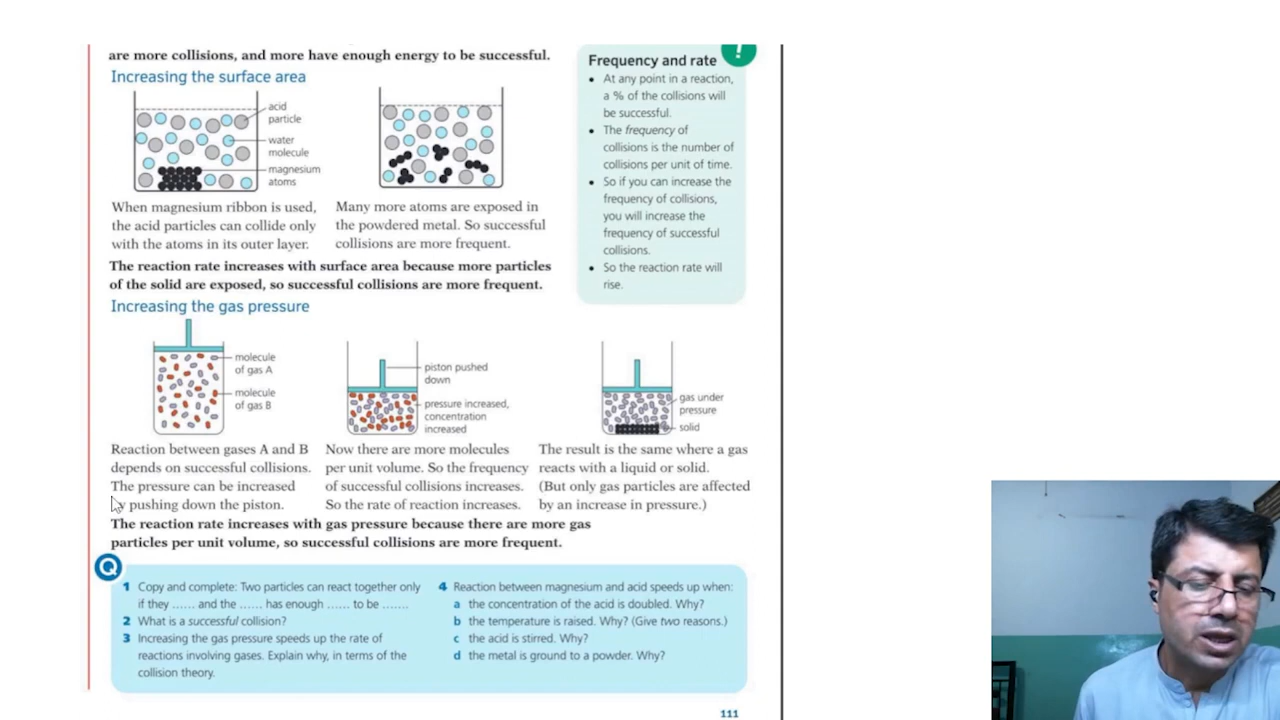 are more collisions, and more have enough energy to be successful.
Increasing the surface area
acid
particle
water
molecule
magnesium
atoms
When magnesium ribbon is used,
the acid particles can collide only
with the atoms in its outer layer.
Many more atoms are exposed in
the powdered metal. So successful
collisions are more frequent.
The reaction rate increases with surface area because more particles
of the solid are exposed, so successful collisions are more frequent.
!
Frequency and rate
• At any point in a reaction,
a % of the collisions will
be successful.
• The frequency of
collisions is the number of
collisions per unit of time.
• So if you can increase the
frequency of collisions,
you will increase the
frequency of successful
collisions.
• So the reaction rate will
rise.
Increasing the gas pressure
molecule
of gas A
molecule
of gas B
piston pushed
down
pressure increased,
concentration
increased
gas under
pressure
solid
Reaction between gases A and B
depends on successful collisions.
The pressure can be increased
by pushing down the piston.
Now there are more molecules
per unit volume. So the frequency
of successful collisions increases.
So the rate of reaction increases.
The result is the same where a gas
reacts with a liquid or solid.
(But only gas particles are affected
by an increase in pressure.)
The reaction rate increases with gas pressure because there are more gas
particles per unit volume, so successful collisions are more frequent.
Q
1 Copy and complete: Two particles can react together only
if they ...... and the ...... has enough ...... to be ......
2 What is a successful collision?
3 Increasing the gas pressure speeds up the rate of
reactions involving gases. Explain why, in terms of the
collision theory.
4 Reaction between magnesium and acid speeds up when:
a the concentration of the acid is doubled. Why?
b the temperature is raised. Why? (Give two reasons.)
c the acid is stirred. Why?
d the metal is ground to a powder. Why?
111